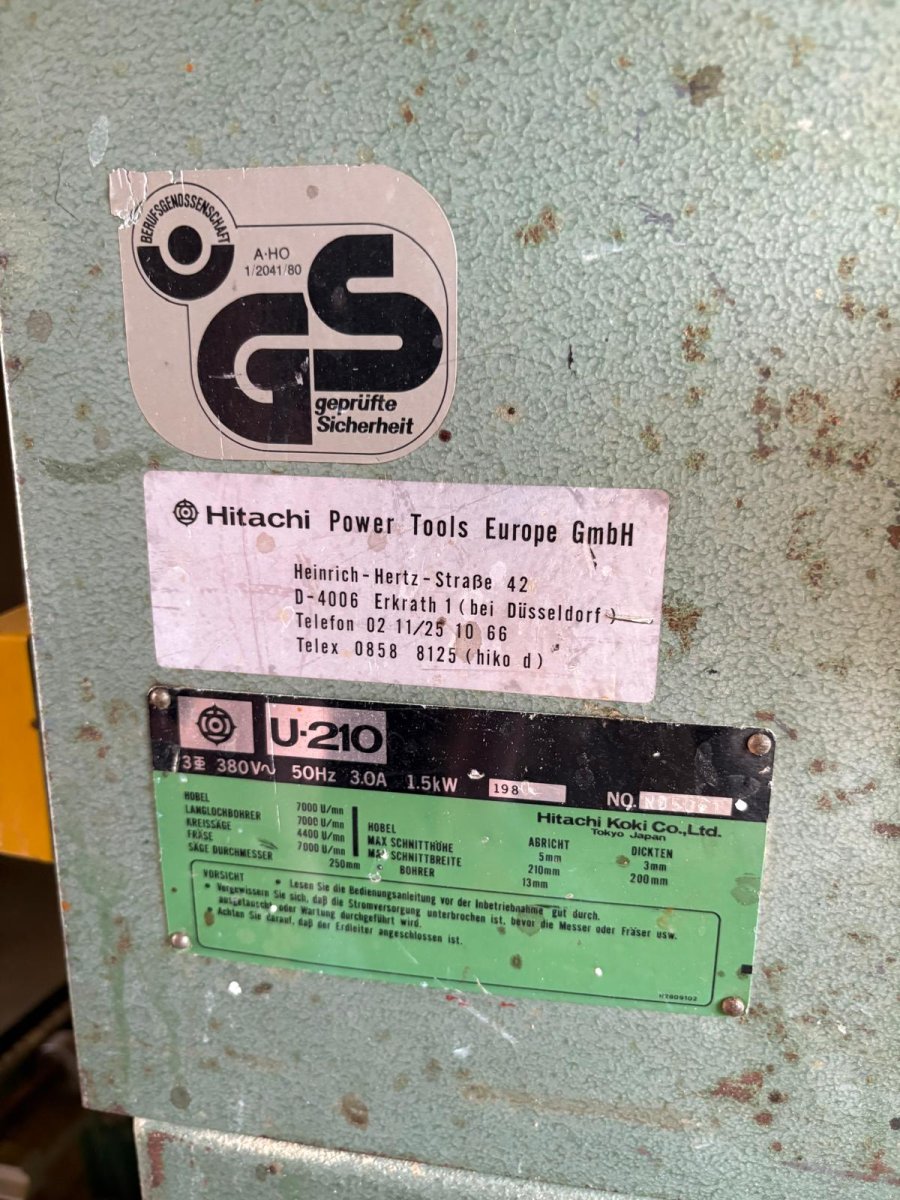 BERUFSGENOSSENSCHAFT
A·HO
1/2041/80
GS
geprüfte
Sicherheit
Hitachi Power Tools Europe GmbH
Heinrich-Hertz-Straße 42
D-4006 Erkrath 1 (bei Düsseldorf)
Telefon 02 11/25 10 66
Telex 0858 8125 (hiko d)
U-210
380V~ 50Hz 3.0A 1.5kW 198 NO.
Hitachi Koki Co.,Ltd.
Tokyo Japan
HOBEL 7000 U/mn
LANGLOCHBOHRER 7000 U/mn
KREISSÄGE 4400 U/mn
FRÄSE 7000 U/mn
SÄGE DURCHMESSER 250mm
HOBEL ABRICHT DICKTEN
MAX SCHNITTHÖHE 5mm 3mm
MAX SCHNITTBREITE 210mm 200mm
BOHRER 13mm
VORSICHT • Lesen Sie die Bedienungsanleitung vor der Inbetriebnahme gut durch.
• Vergewissern Sie sich, daß die Stromversorgung unterbrochen ist, bevor die Messer oder Fräser usw.
ausgetauscht oder Wartung durchgeführt wird.
• Achten Sie darauf, daß der Erdleiter angeschlossen ist.